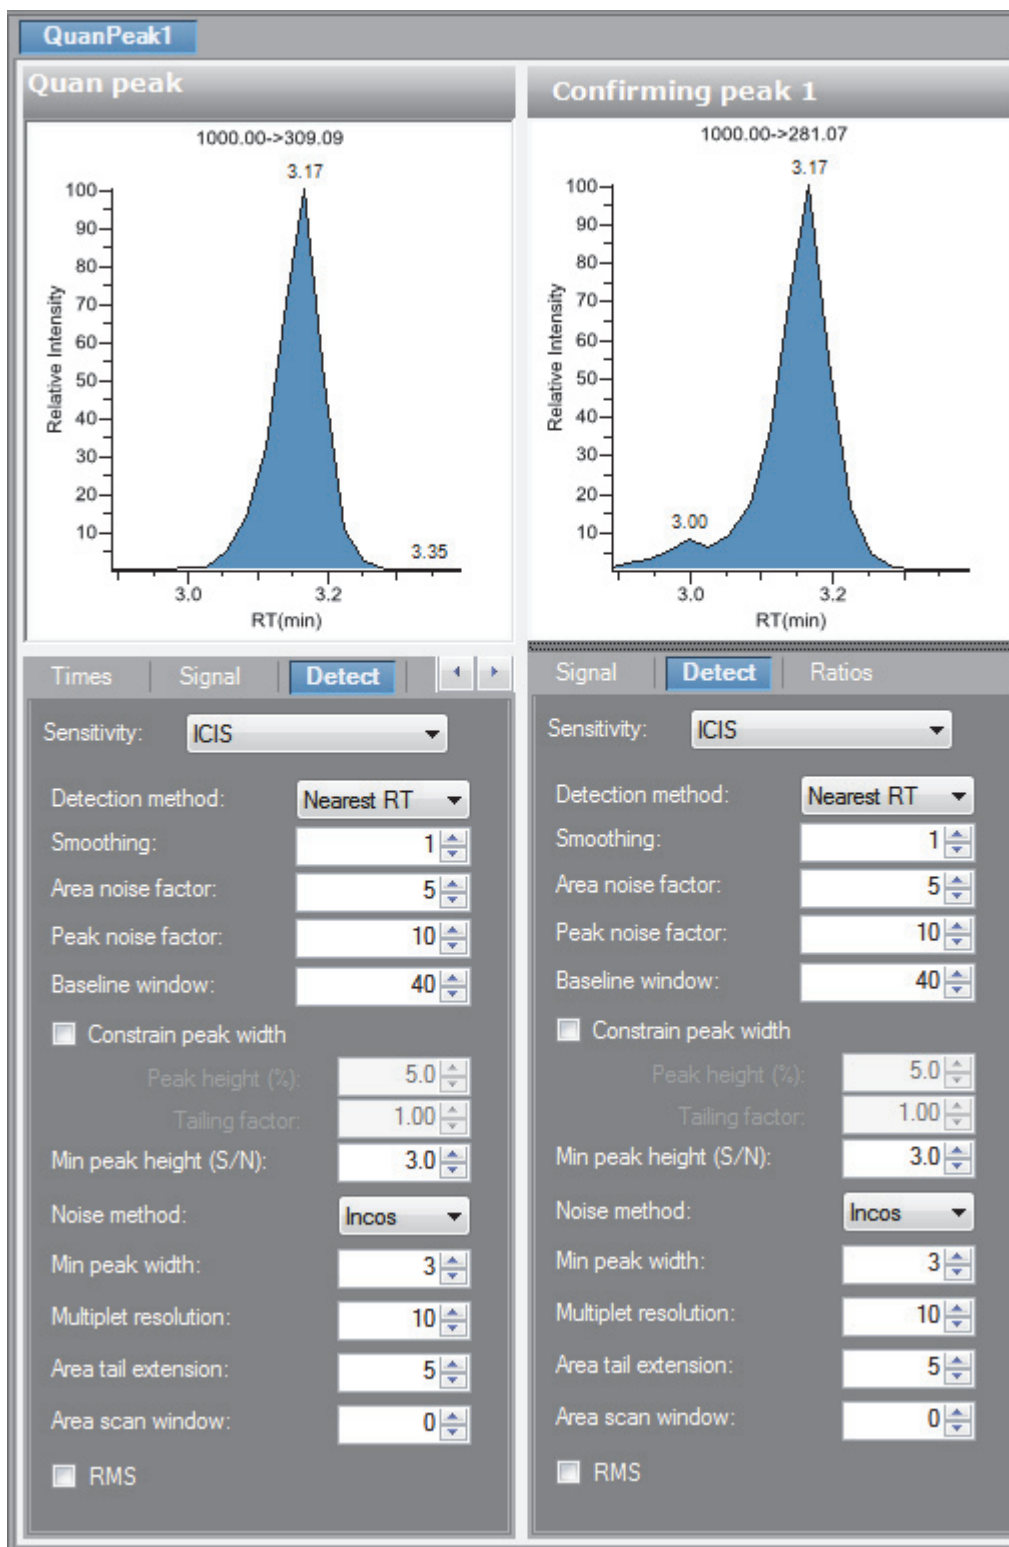 QuanPeak1
Quan peak
1000.00->309.09
3.17
100
90
80
70
60
50
40
30
20
10
Relative Intensity
3.35
3.0 3.2
RT(min)
Times Signal Detect
Sensitivity: ICIS
Detection method: Nearest RT
Smoothing: 1
Area noise factor: 5
Peak noise factor: 10
Baseline window: 40
Constrain peak width
Peak height (%): 5.0
Tailing factor: 1.00
Min peak height (S/N): 3.0
Noise method: Incos
Min peak width: 3
Multiplet resolution: 10
Area tail extension: 5
Area scan window: 0
RMS
Confirming peak 1
1000.00->281.07
3.17
100
90
80
70
60
50
40
30
20
10
Relative Intensity
3.00
3.0 3.2
RT(min)
Signal Detect Ratios
Sensitivity: ICIS
Detection method: Nearest RT
Smoothing: 1
Area noise factor: 5
Peak noise factor: 10
Baseline window: 40
Constrain peak width
Peak height (%): 5.0
Tailing factor: 1.00
Min peak height (S/N): 3.0
Noise method: Incos
Min peak width: 3
Multiplet resolution: 10
Area tail extension: 5
Area scan window: 0
RMS